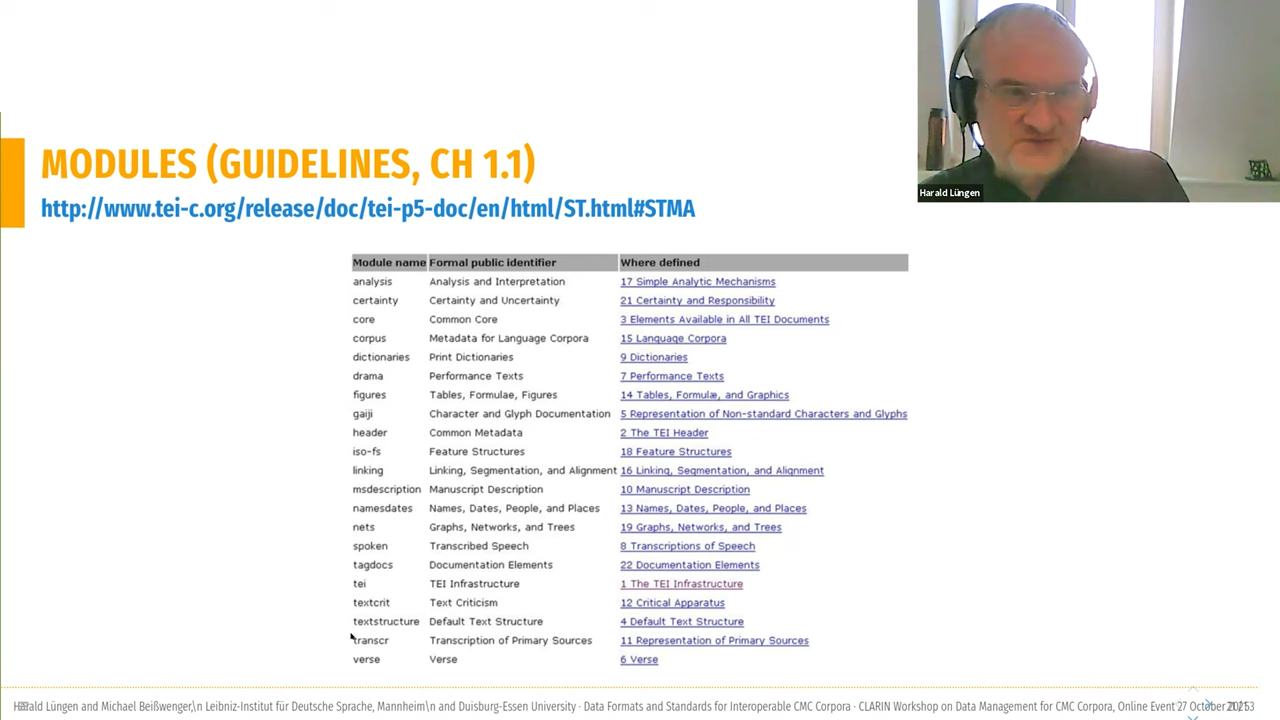 Harald Lüngen
MODULES (GUIDELINES, CH 1.1)
http://www.tei-c.org/release/doc/tei-p5-doc/en/html/ST.html#STMA
Module name Formal public identifier Where defined
analysis Analysis and Interpretation 17 Simple Analytic Mechanisms
certainty Certainty and Uncertainty 21 Certainty and Responsibility
core Common Core 3 Elements Available in All TEI Documents
corpus Metadata for Language Corpora 15 Language Corpora
dictionaries Print Dictionaries 9 Dictionaries
drama Performance Texts 7 Performance Texts
figures Tables, Formulae, Figures 14 Tables, Formulæ, and Graphics
gaiji Character and Glyph Documentation 5 Representation of Non-standard Characters and Glyphs
header Common Metadata 2 The TEI Header
iso-fs Feature Structures 18 Feature Structures
linking Linking, Segmentation, and Alignment 16 Linking, Segmentation, and Alignment
msdescription Manuscript Description 10 Manuscript Description
namesdates Names, Dates, People, and Places 13 Names, Dates, People, and Places
nets Graphs, Networks, and Trees 19 Graphs, Networks, and Trees
spoken Transcribed Speech 8 Transcriptions of Speech
tagdocs Documentation Elements 22 Documentation Elements
tei TEI Infrastructure 1 The TEI Infrastructure
textcrit Text Criticism 12 Critical Apparatus
textstructure Default Text Structure 4 Default Text Structure
transcr Transcription of Primary Sources 11 Representation of Primary Sources
verse Verse 6 Verse
Harald Lüngen and Michael Beißwenger,\n Leibniz-Institut für Deutsche Sprache, Mannheim\n and Duisburg-Essen University · Data Formats and Standards for Interoperable CMC Corpora · CLARIN Workshop on Data Management for CMC Corpora, Online Event 27 October